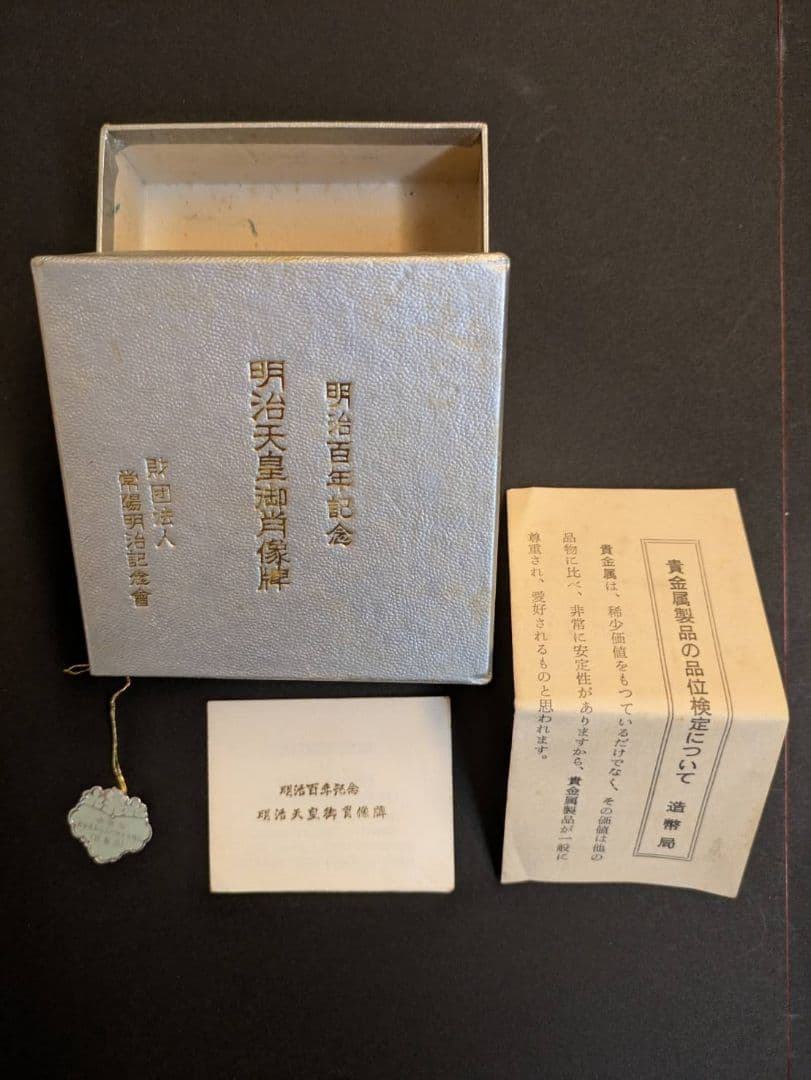 明治百年記念
明治天皇御肖像牌
財団法人
常陽明治記念會
明治百年記念
明治天皇御肖像牌
貴金属製品の品位検定について　造幣局
貴金属は、稀少価値をもつているだけでなく、その価値は他の
品物に比べ、非常に安定性がありますから、貴金属製品が一般に
尊重され、愛好されるものと思われます。